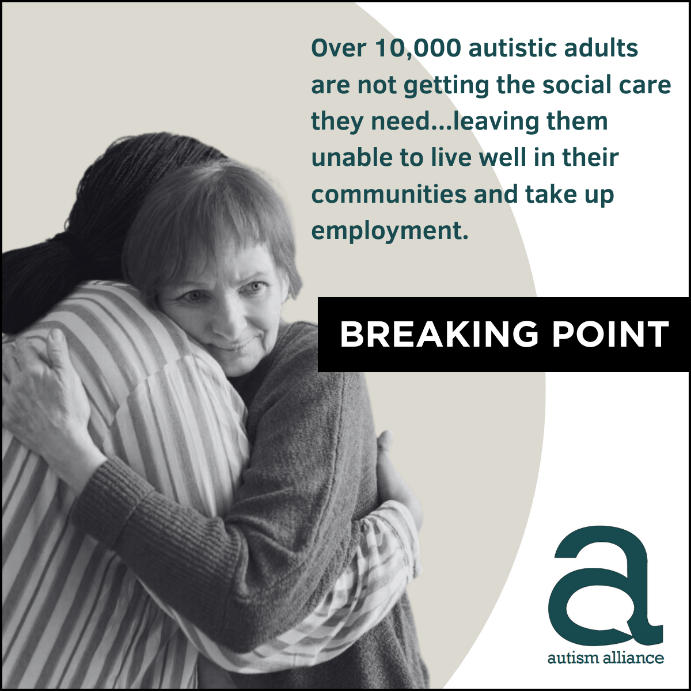 Over 10,000 autistic adults
are not getting the social care
they need...leaving them
unable to live well in their
communities and take up
employment.
BREAKING POINT
a
autism alliance